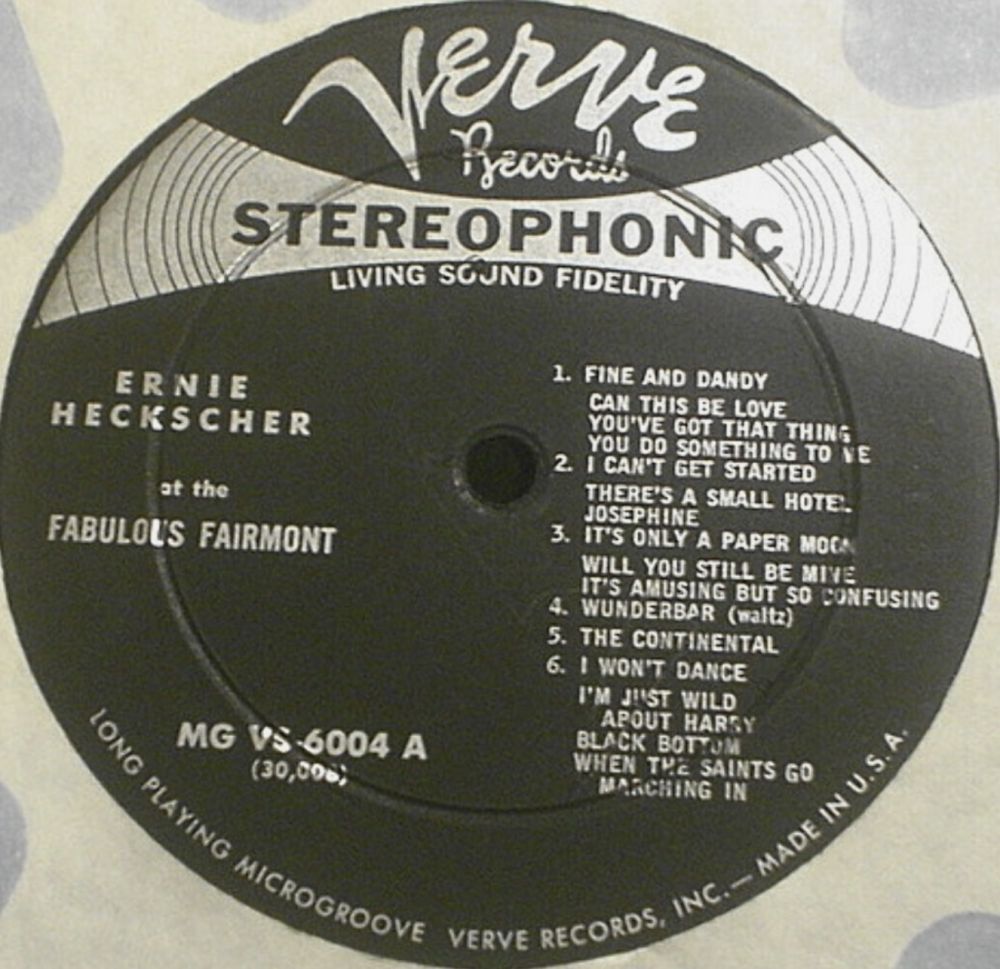 Verve
Records
STEREOPHONIC
LIVING SOUND FIDELITY
ERNIE
HECKSCHER
at the
FABULOUS FAIRMONT
1. FINE AND DANDY
CAN THIS BE LOVE
YOU'VE GOT THAT THING
YOU DO SOMETHING TO ME
2. I CAN'T GET STARTED
THERE'S A SMALL HOTEL
JOSEPHINE
3. IT'S ONLY A PAPER MOON
WILL YOU STILL BE MINE
IT'S AMUSING BUT SO CONFUSING
4. WUNDERBAR (waltz)
5. THE CONTINENTAL
6. I WON'T DANCE
I'M JUST WILD
ABOUT HARRY
BLACK BOTTOM
WHEN THE SAINTS GO
MARCHING IN
MG VS-6004 A
LONG PLAYING MICROGROOVE VERVE RECORDS, INC. — MADE IN U.S.A.